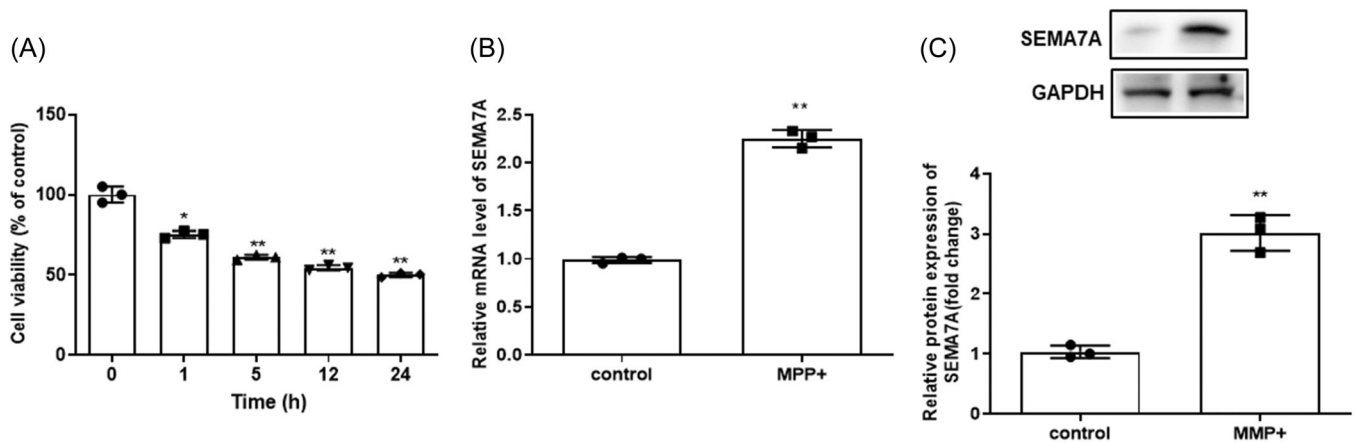 (A)
Cell viability (% of control)
150
100
50
0
*
**
**
**
0 1 5 12 24
Time (h)
(B)
Relative mRNA level of SEMA7A
2.5
2.0
1.5
1.0
0.5
0.0
**
control MPP+
(C)
SEMA7A
GAPDH
Relative protein expression of
SEMA7A(fold change)
4
3
2
1
0
**
control MMP+